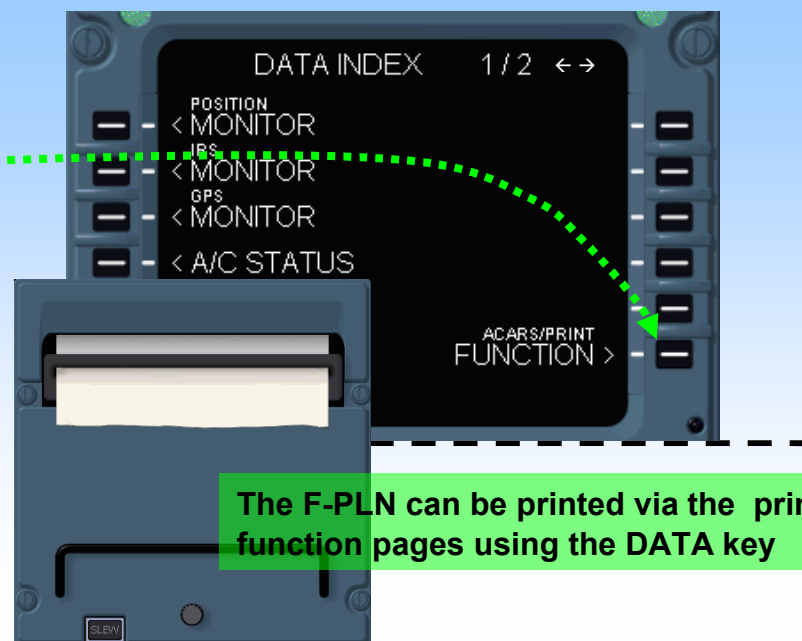 DATA INDEX 1/2 ← →
POSITION
< MONITOR
IRS
< MONITOR
GPS
< MONITOR
< A/C STATUS
ACARS/PRINT
FUNCTION >
The F-PLN can be printed via the
function pages using the DATA key
SLEW